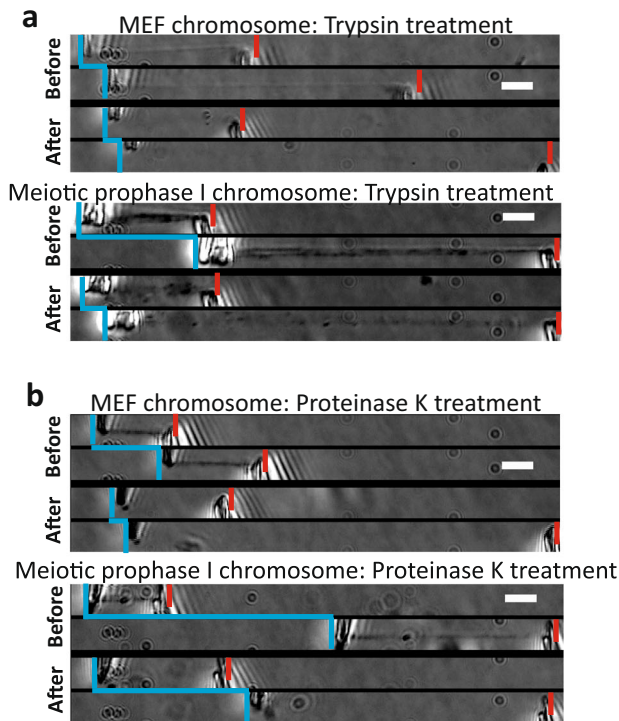 a
MEF chromosome: Trypsin treatment
Before
After
Meiotic prophase I chromosome: Trypsin treatment
Before
After
b
MEF chromosome: Proteinase K treatment
Before
After
Meiotic prophase I chromosome: Proteinase K treatment
Before
After